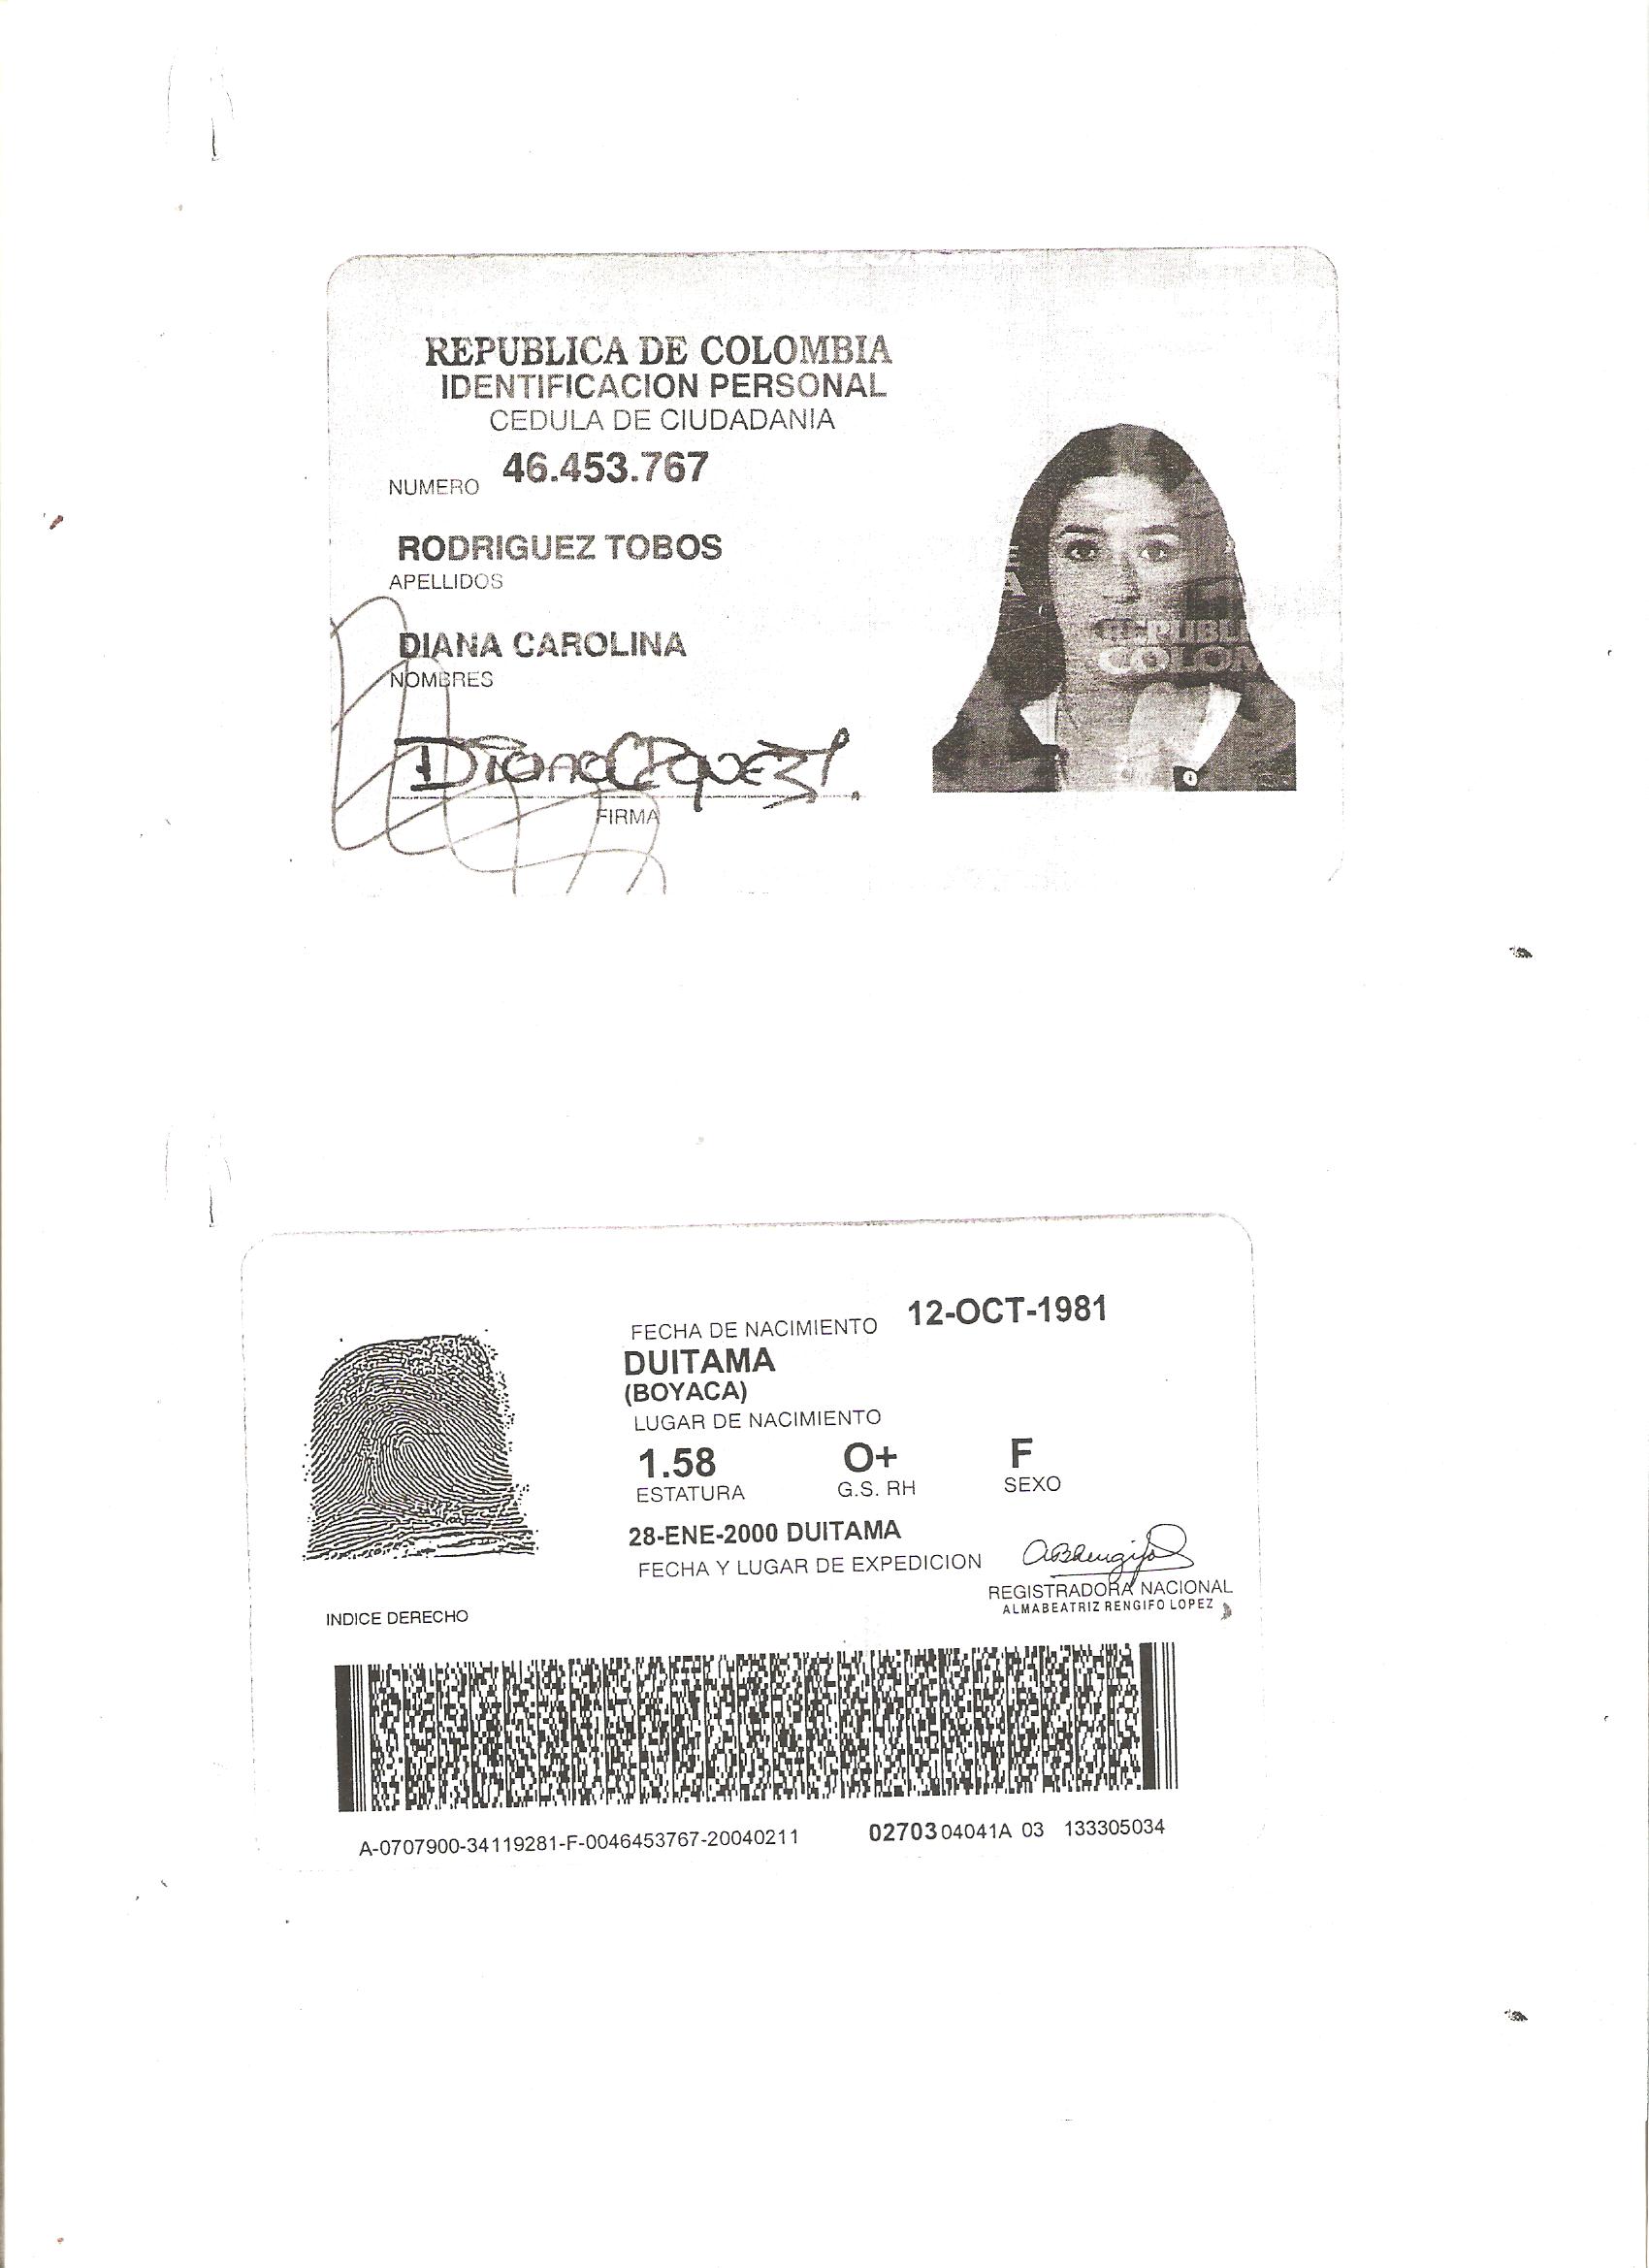 REPUBLICA DE COLOMBIA
IDENTIFICACION PERSONAL
CEDULA DE CIUDADANIA
NUMERO 46.453.767
RODRIGUEZ TOBOS
APELLIDOS
DIANA CAROLINA
NOMBRES
FIRMA
REPUBLI
COLOM
FECHA DE NACIMIENTO 12-OCT-1981
DUITAMA
(BOYACA)
LUGAR DE NACIMIENTO
1.58 O+ F
ESTATURA G.S. RH SEXO
28-ENE-2000 DUITAMA
FECHA Y LUGAR DE EXPEDICION
REGISTRADORA NACIONAL
ALMABEATRIZ RENGIFO LOPEZ
INDICE DERECHO
A-0707900-34119281-F-0046453767-20040211 02703 04041A 03 133305034